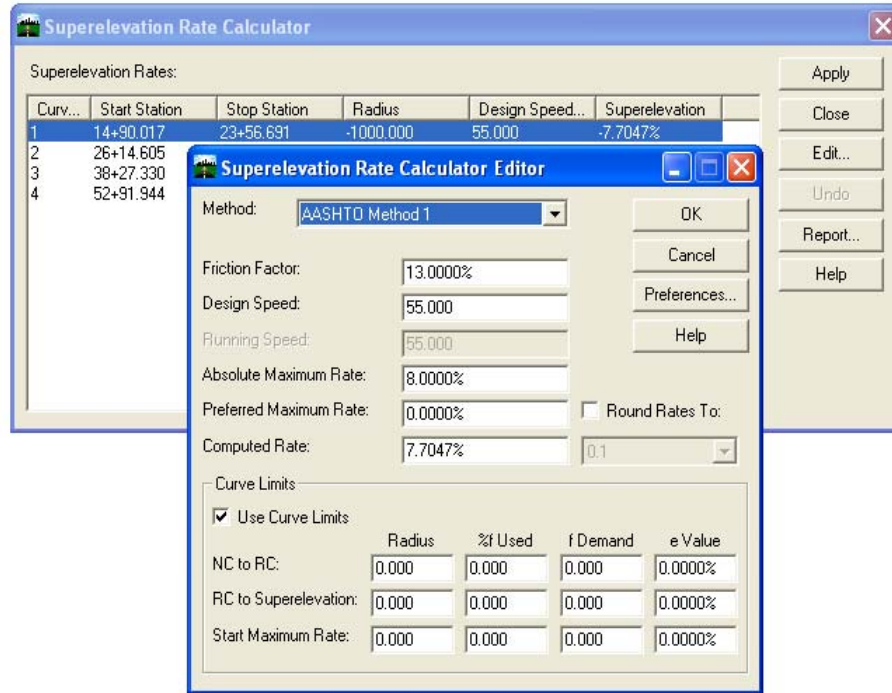 Superelevation Rate Calculator
Superelevation Rates:
Curv... Start Station Stop Station Radius Design Speed... Superelevation
1 14+90.017 23+56.691 -1000.000 55.000 -7.7047%
2 26+14.605
3 38+27.330
4 52+91.944
Apply
Close
Edit...
Undo
Report...
Help
Superelevation Rate Calculator Editor
Method: AASHTO Method 1
Friction Factor: 13.0000%
Design Speed: 55.000
Running Speed: 55.000
Absolute Maximum Rate: 8.0000%
Preferred Maximum Rate: 0.0000%
Computed Rate: 7.7047%
OK
Cancel
Preferences...
Help
Round Rates To:
0.1
Curve Limits
Use Curve Limits
Radius %f Used f Demand e Value
NC to RC: 0.000 0.000 0.000 0.0000%
RC to Superelevation: 0.000 0.000 0.000 0.0000%
Start Maximum Rate: 0.000 0.000 0.000 0.0000%